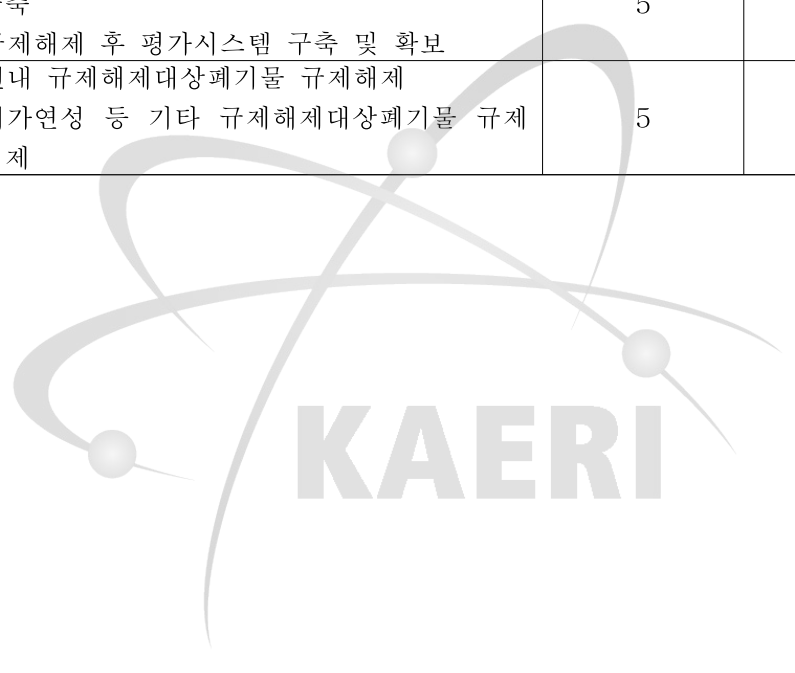 축 5
규제해제 후 평가시스템 구축 및 확보
내 규제해제대상폐기물 규제해제
가연성 등 기타 규제해제대상폐기물 규제 5
제
KAERI